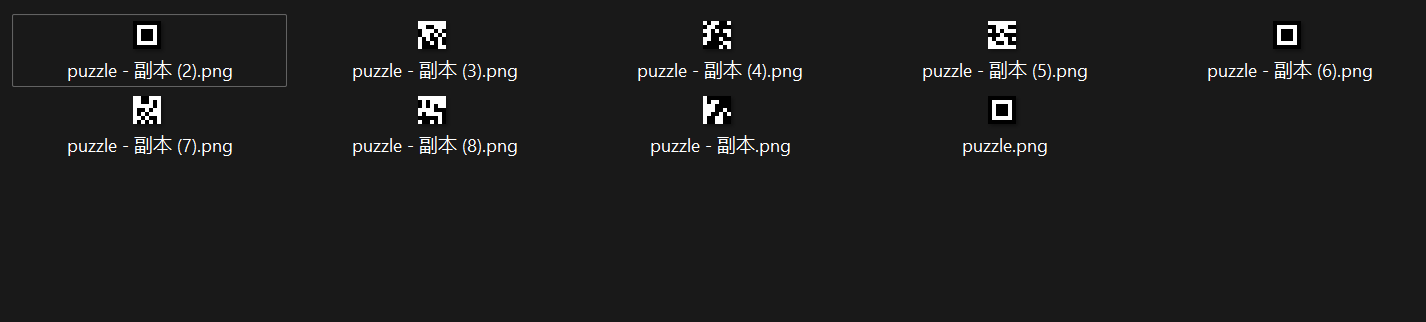 puzzle - 副本 (2).png
puzzle - 副本 (3).png
puzzle - 副本 (4).png
puzzle - 副本 (5).png
puzzle - 副本 (6).png
puzzle - 副本 (7).png
puzzle - 副本 (8).png
puzzle - 副本.png
puzzle.png